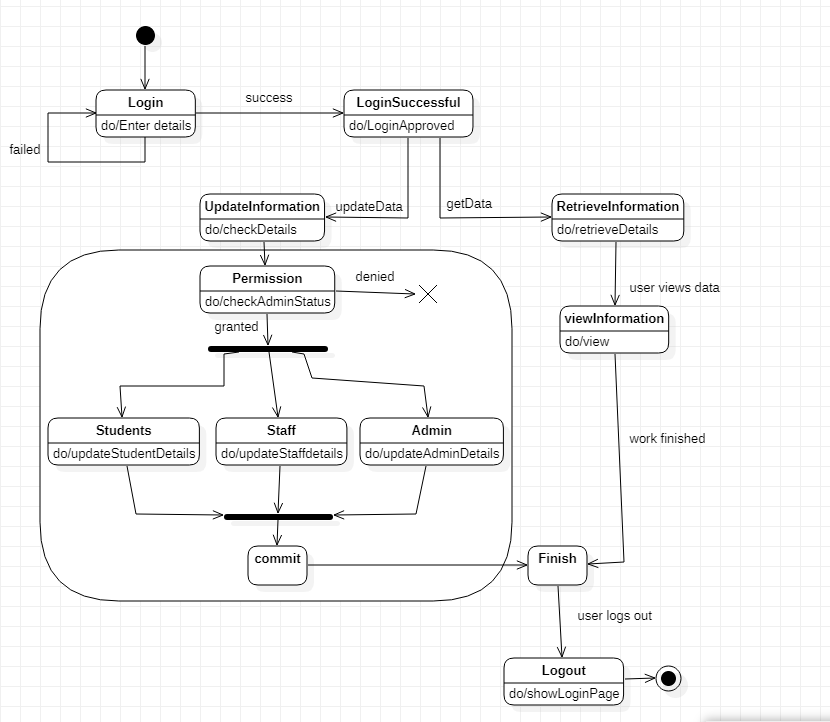 Login
do/Enter details
success
LoginSuccessful
do/LoginApproved
failed
UpdateInformation
do/checkDetails
updateData
getData
RetrieveInformation
do/retrieveDetails
Permission
do/checkAdminStatus
denied
user views data
granted
viewInformation
do/view
Students
do/updateStudentDetails
Staff
do/updateStaffdetails
Admin
do/updateAdminDetails
work finished
commit
Finish
user logs out
Logout
do/showLoginPage